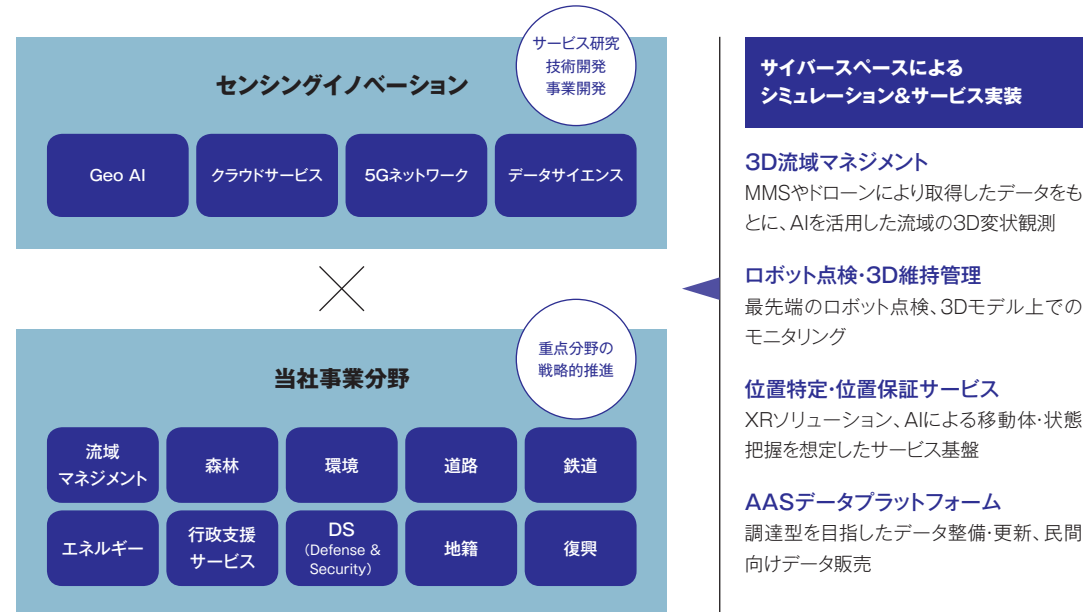 サービス研究
技術開発
事業開発
センシングイノベーション
Geo AI
クラウドサービス
5Gネットワーク
データサイエンス
重点分野の
戦略的推進
当社事業分野
流域
マネジメント
森林
環境
道路
鉄道
エネルギー
行政支援
サービス
DS
(Defense &
Security)
地籍
復興
サイバースペースによる
シミュレーション&サービス実装
3D流域マネジメント
MMSやドローンにより取得したデータをも
とに、AIを活用した流域の3D変状観測
ロボット点検・3D維持管理
最先端のロボット点検、3Dモデル上での
モニタリング
位置特定・位置保証サービス
XRソリューション、AIによる移動体・状態
把握を想定したサービス基盤
AASデータプラットフォーム
調達型を目指したデータ整備・更新、民間
向けデータ販売